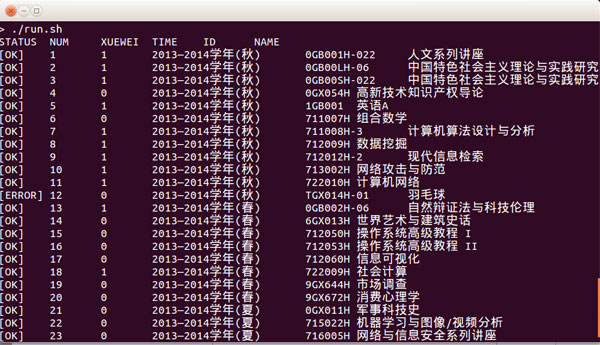 > ./run.sh
STATUS NUM XUEWEI TIME ID NAME
[OK] 1 1 2013—2014学年(秋) 0GB001H-022 人文系列讲座
[OK] 2 1 2013—2014学年(秋) 0GB00LH-06 中国特色社会主义理论与实践研究
[OK] 3 1 2013—2014学年(秋) 0GB00SH-022 中国特色社会主义理论与实践研究
[OK] 4 0 2013—2014学年(秋) 0GX054H 高新技术知识产权导论
[OK] 5 1 2013—2014学年(秋) 1GB001 英语A
[OK] 6 0 2013—2014学年(秋) 711007H 组合数学
[OK] 7 1 2013—2014学年(秋) 711008H-3 计算机算法设计与分析
[OK] 8 1 2013—2014学年(秋) 712009H 数据挖掘
[OK] 9 1 2013—2014学年(秋) 712012H-2 现代信息检索
[OK] 10 1 2013—2014学年(秋) 713002H 网络攻击与防范
[OK] 11 1 2013—2014学年(秋) 722010H 计算机网络
[ERROR] 12 0 2013—2014学年(秋) TGX014H-01 羽毛球
[OK] 13 1 2013—2014学年(春) 0GB002H-06 自然辩证法与科技伦理
[OK] 14 0 2013—2014学年(春) 6GX013H 世界艺术与建筑史话
[OK] 15 0 2013—2014学年(春) 712050H 操作系统高级教程 I
[OK] 16 0 2013—2014学年(春) 712053H 操作系统高级教程 II
[OK] 17 0 2013—2014学年(春) 712060H 信息可视化
[OK] 18 1 2013—2014学年(春) 722009H 社会计算
[OK] 19 0 2013—2014学年(春) 9GX644H 市场调查
[OK] 20 0 2013—2014学年(春) 9GX672H 消费心理学
[OK] 21 0 2013—2014学年(夏) 0GX011H 军事科技史
[OK] 22 0 2013—2014学年(夏) 715022H 机器学习与图像/视频分析
[OK] 23 0 2013—2014学年(夏) 716005H 网络与信息安全系列讲座